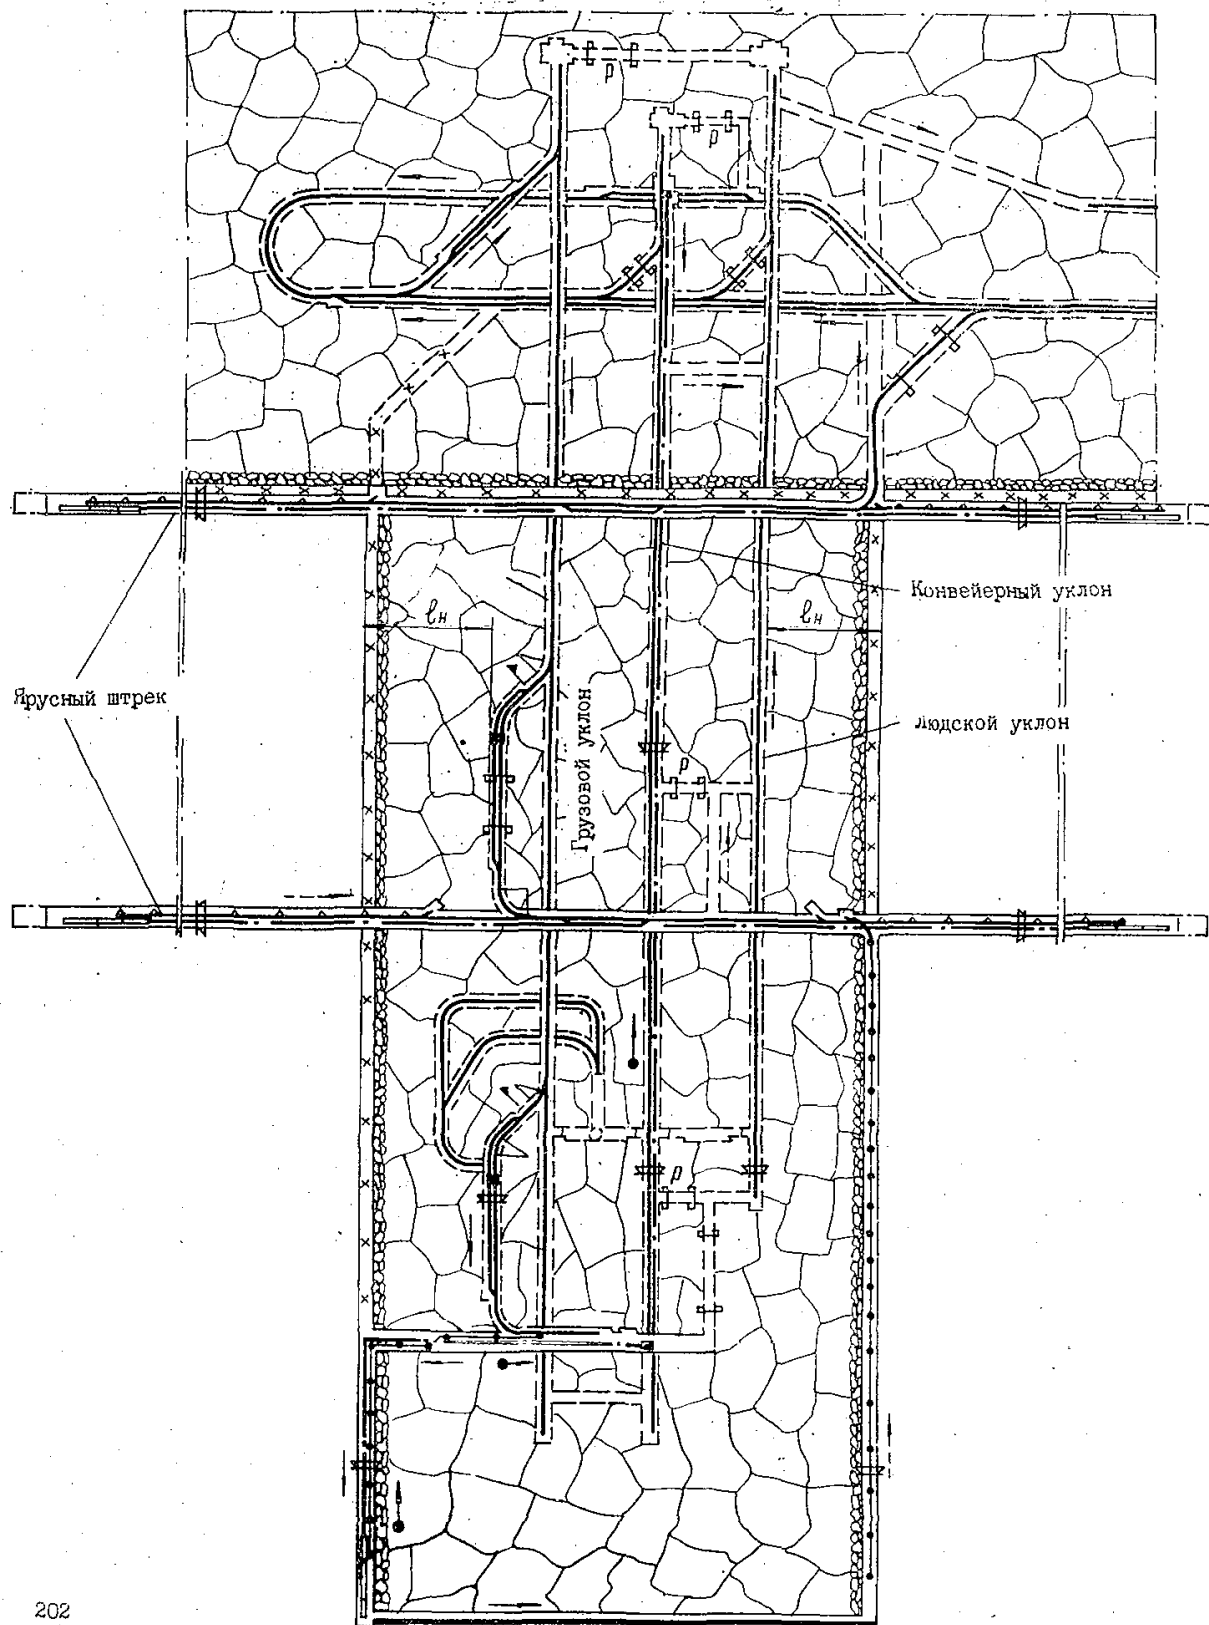 р
р
Конвейерный уклон
ℓн
ℓн
Ярусный штрек
Грузовой уклон
Людской уклон
р
р
202